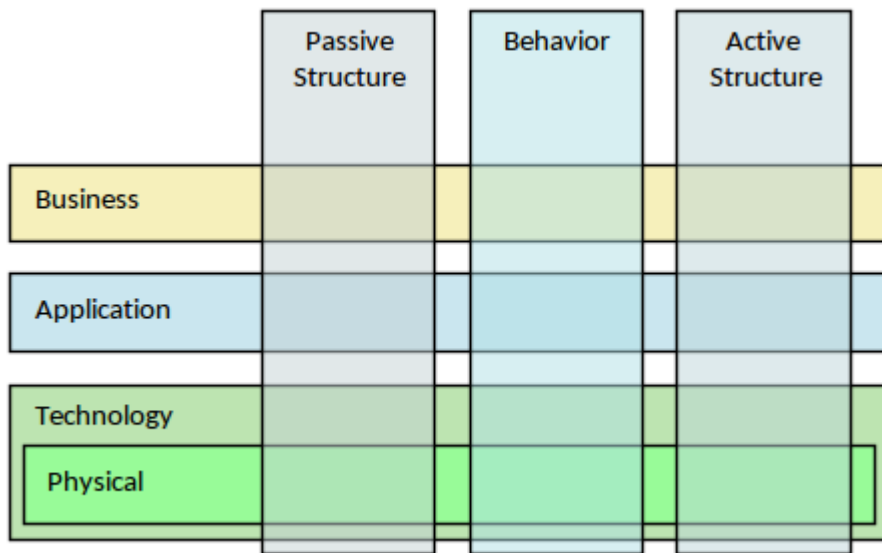 Passive
Structure
Behavior
Active
Structure
Business
Application
Technology
Physical